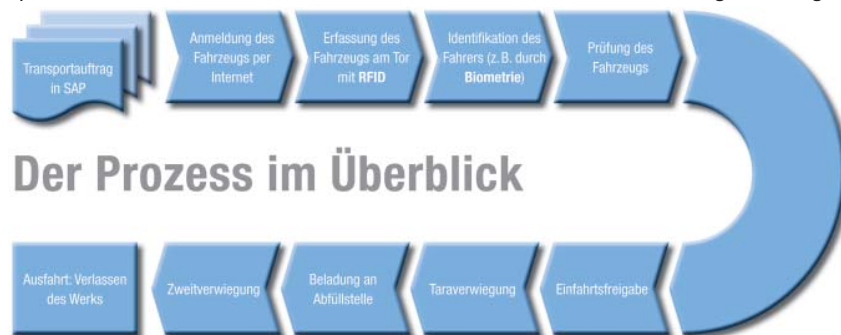 Transportauftrag
in SAP
Anmeldung des
Fahrzeugs per
Internet
Erfassung des
Fahrzeugs am Tor
mit RFID
Identifikation des
Fahrers (z. B. durch
Biometrie)
Prüfung des
Fahrzeugs
Der Prozess im Überblick
Ausfahrt: Verlassen
des Werks
Zweitverwiegung
Beladung an
Abfüllstelle
Taraverwiegung
Einfahrtsfreigabe